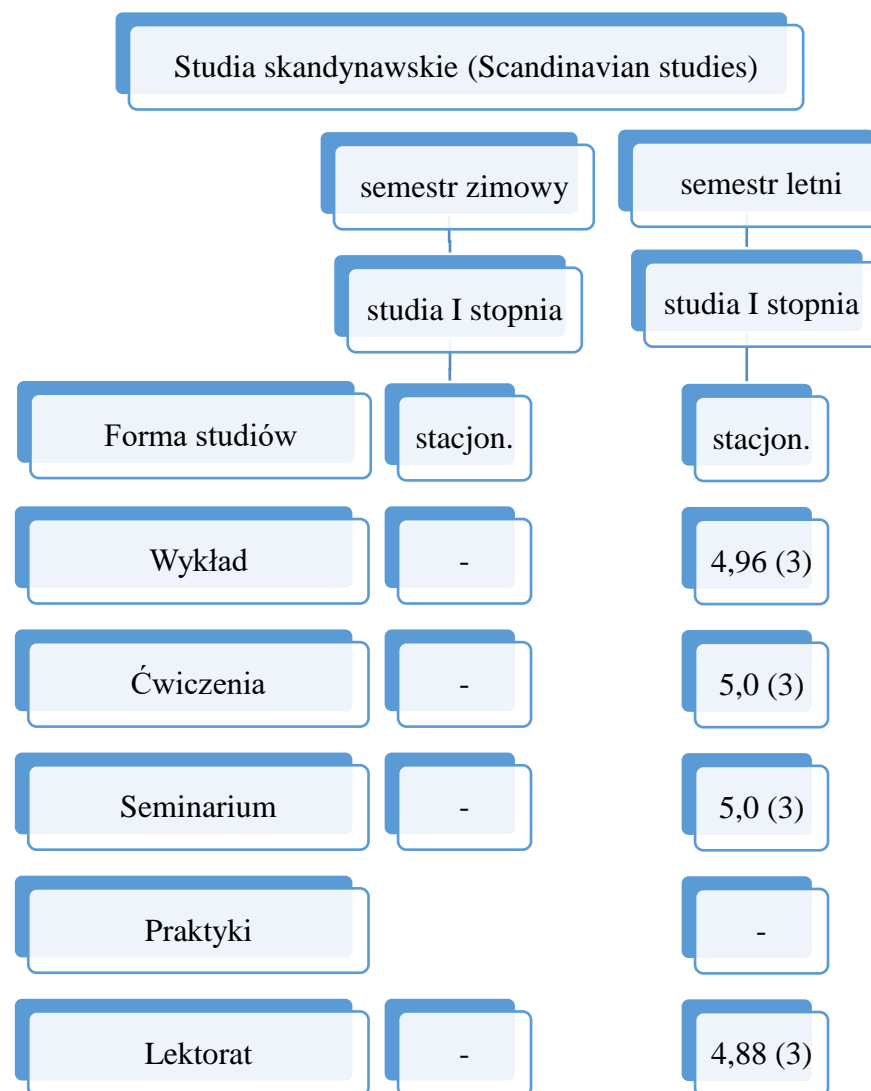 Studia skandynawskie (Scandinavian studies)
semestr zimowy
semestr letni
studia I stopnia
studia I stopnia
Forma studiów
stacjon.
stacjon.
Wykład
-
4,96 (3)
Ćwiczenia
-
5,0 (3)
Seminarium
-
5,0 (3)
Praktyki
-
Lektorat
-
4,88 (3)